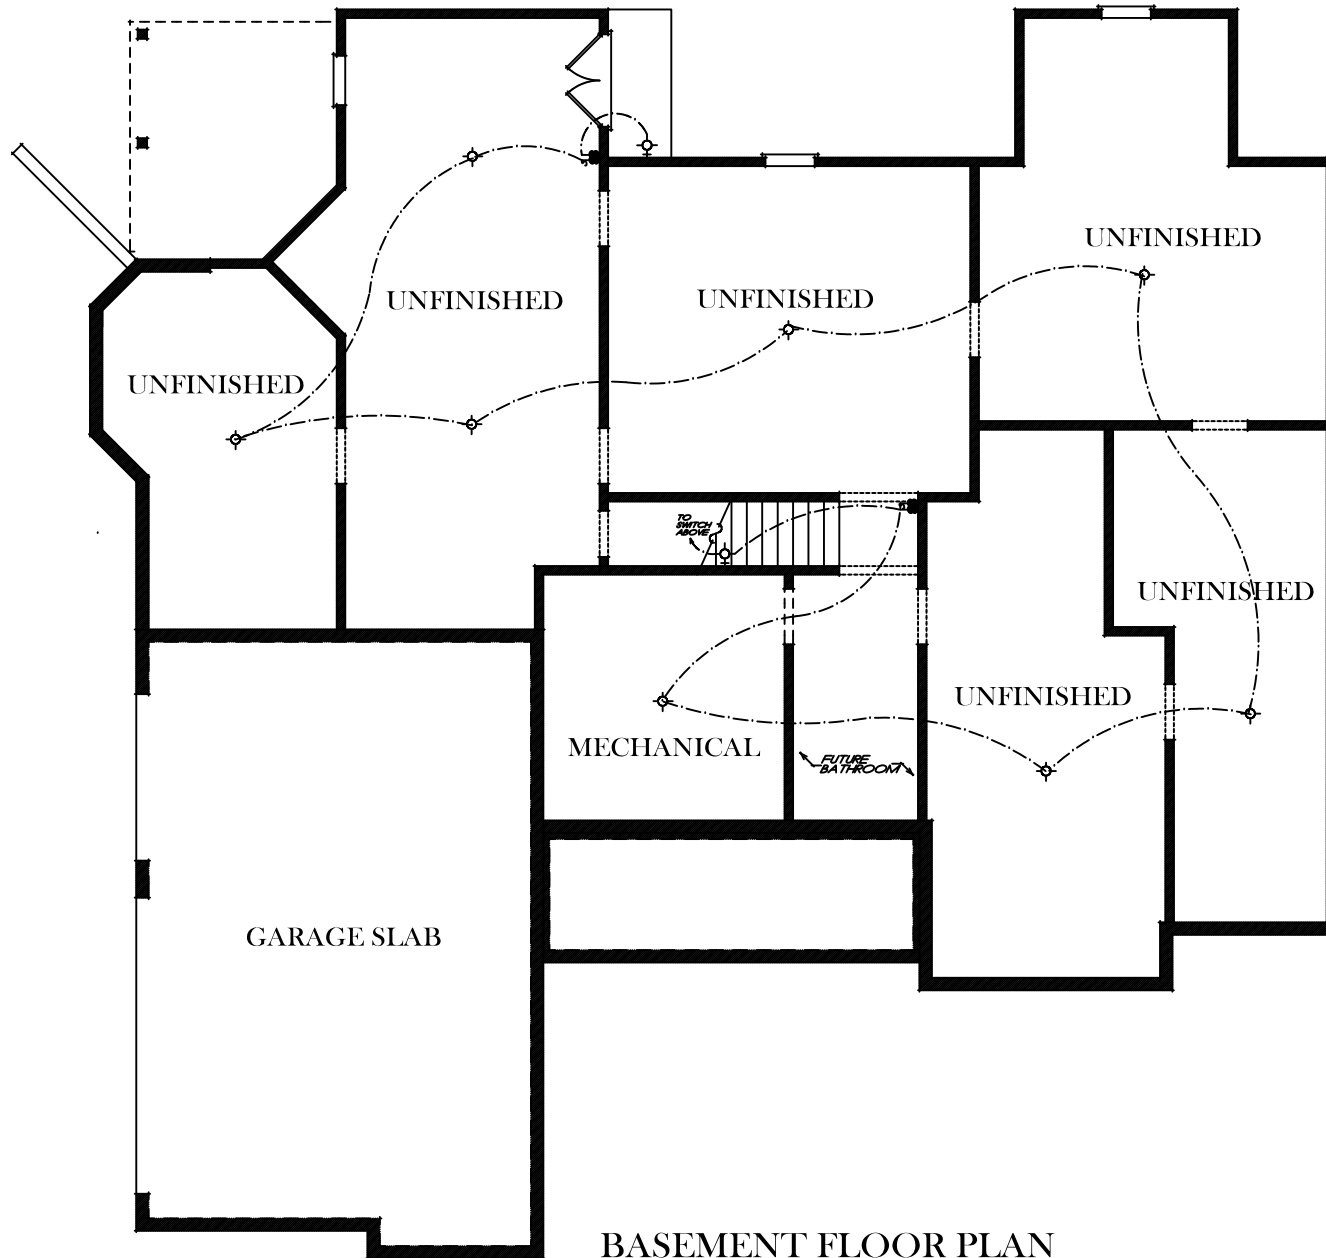 UNFINISHED
UNFINISHED
UNFINISHED
UNFINISHED
TO
SWITCH
ABOVE
UNFINISHED
UNFINISHED
MECHANICAL
FUTURE
BATHROOM
GARAGE SLAB
BASEMENT FLOOR PLAN